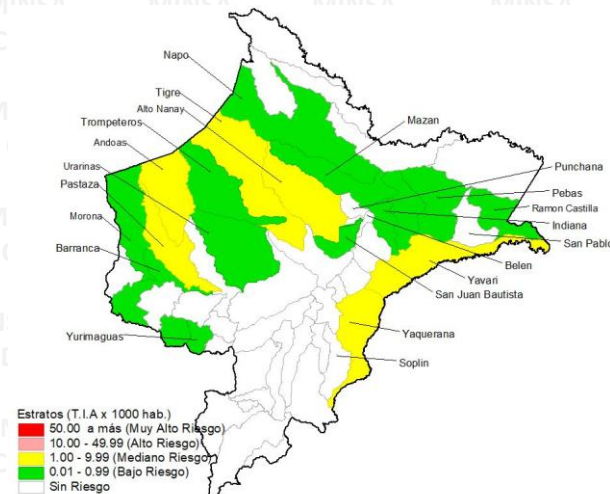 Napo
Tigre
Alto Nanay
Trompeteros
Andoas
Urarinas
Pastaza
Morona
Barranca
Yurimaguas
Mazan
Punchana
Pebas
Ramon Castilla
Indiana
San Pablo
Belen
Yavari
San Juan Bautista
Yaquerana
Soplin
Estratos (T.I.A x 1000 hab.)
50.00 a más (Muy Alto Riesgo)
10.00 - 49.99 (Alto Riesgo)
1.00 - 9.99 (Mediano Riesgo)
0.01 - 0.99 (Bajo Riesgo)
Sin Riesgo